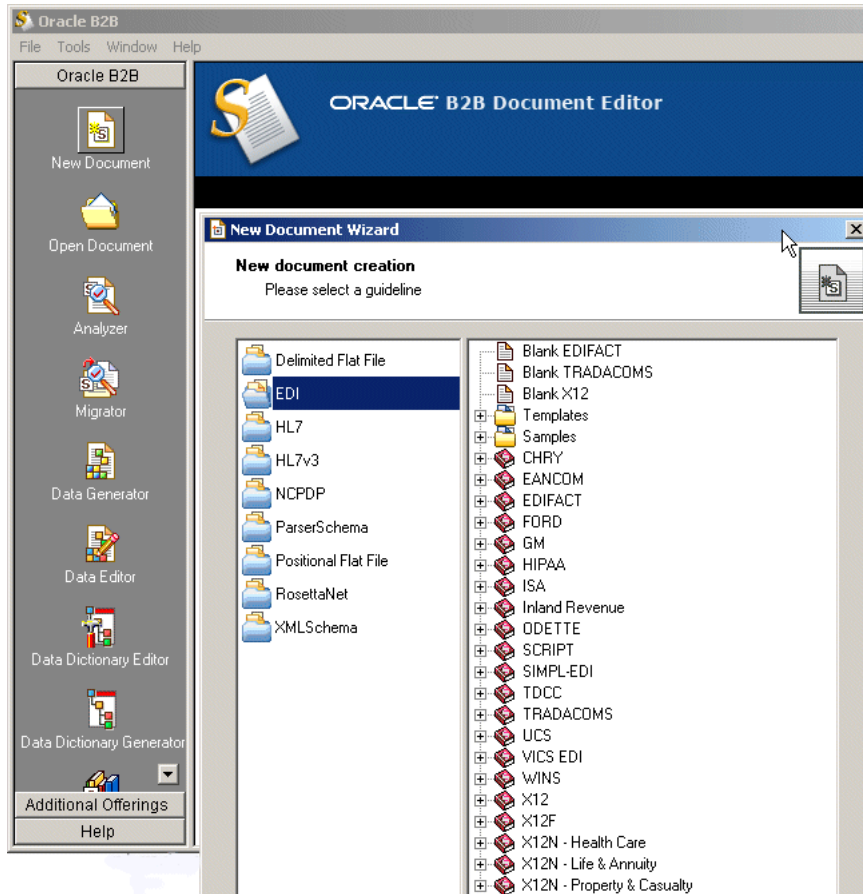 Oracle B2B
File Tools Window Help
Oracle B2B
New Document
Open Document
Analyzer
Migrator
Data Generator
Data Editor
Data Dictionary Editor
Data Dictionary Generator
Additional Offerings
Help
ORACLE B2B Document Editor
New Document Wizard
New document creation
Please select a guideline
Delimited Flat File
EDI
HL7
HL7v3
NCPDP
ParserSchema
Positional Flat File
RosettaNet
XMLSchema
Blank EDIFACT
Blank TRADACOMS
Blank X12
Templates
Samples
CHRY
EANCOM
EDIFACT
FORD
GM
HIPAA
ISA
Inland Revenue
ODETTE
SCRIPT
SIMPL-EDI
TDCC
TRADACOMS
UCS
VICS EDI
WINS
X12
X12F
X12N - Health Care
X12N - Life & Annuity
X12N - Property & Casualty